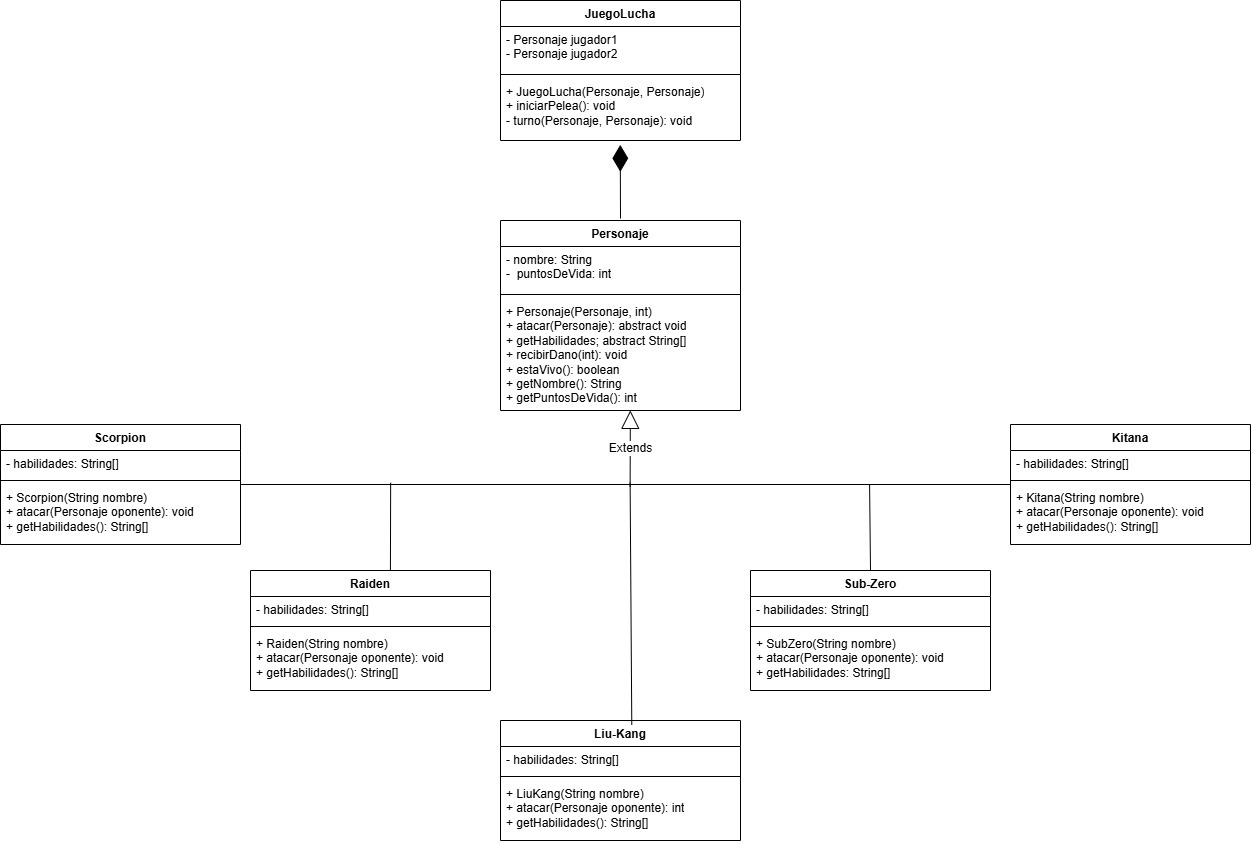 JuegoLucha
- Personaje jugador1
- Personaje jugador2
+ JuegoLucha(Personaje, Personaje)
+ iniciarPelea(): void
- turno(Personaje, Personaje): void
Personaje
- nombre: String
-  puntosDeVida: int
+ Personaje(Personaje, int)
+ atacar(Personaje): abstract void
+ getHabilidades; abstract String[]
+ recibirDano(int): void
+ estaVivo(): boolean
+ getNombre(): String
+ getPuntosDeVida(): int
Extends
Scorpion
- habilidades: String[]
+ Scorpion(String nombre)
+ atacar(Personaje oponente): void
+ getHabilidades(): String[]
Kitana
- habilidades: String[]
+ Kitana(String nombre)
+ atacar(Personaje oponente): void
+ getHabilidades(): String[]
Raiden
- habilidades: String[]
+ Raiden(String nombre)
+ atacar(Personaje oponente): void
+ getHabilidades(): String[]
Sub-Zero
- habilidades: String[]
+ SubZero(String nombre)
+ atacar(Personaje oponente): void
+ getHabilidades: String[]
Liu-Kang
- habilidades: String[]
+ LiuKang(String nombre)
+ atacar(Personaje oponente): int
+ getHabilidades(): String[]